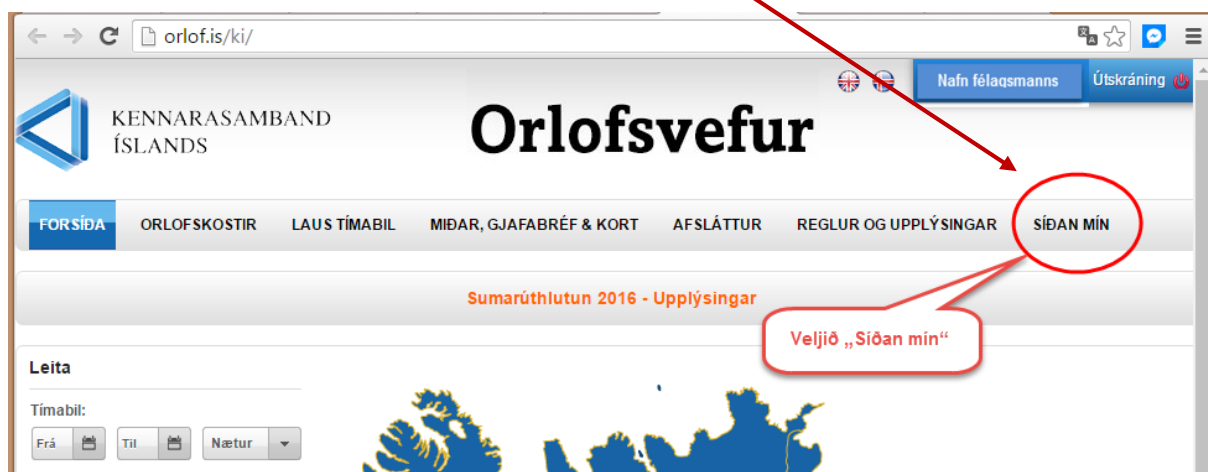 orlof.is/ki/
Nafn félagsmanns
Útskráning
KENNARASAMBAND
ÍSLANDS
Orlofsvefur
FORSÍÐA ORLOFSKOSTIR LAUS TÍMABIL MIÐAR, GJAFABRÉF & KORT AFSLÁTTUR REGLUR OG UPPLÝSINGAR SÍÐAN MÍN
Sumarúthlutun 2016 - Upplýsingar
Veljið „Síðan mín“
Leita
Tímabil:
Frá Til Nætur